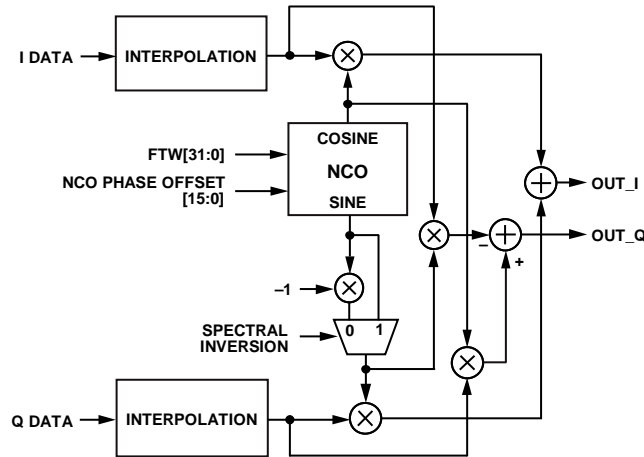 I DATA
INTERPOLATION
COSINE
FTW[31:0]
NCO
NCO PHASE OFFSET
[15:0]
SINE
OUT_I
–
OUT_Q
+
–1
0 1
SPECTRAL
INVERSION
Q DATA
INTERPOLATION